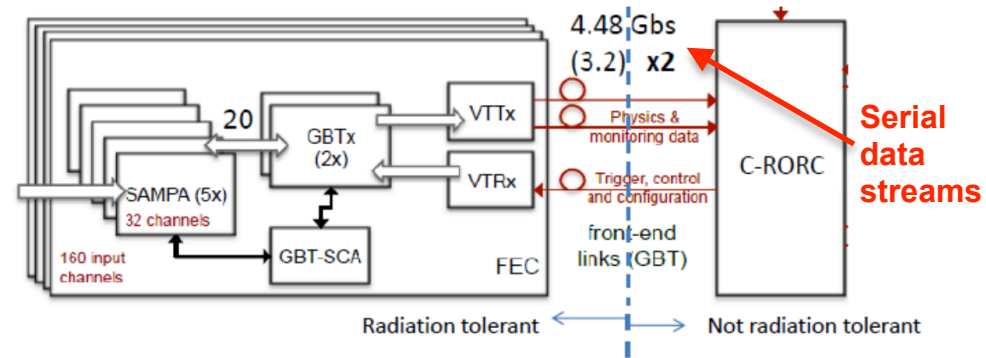 4.48 Gbs
(3.2) x2
20
VTTx
GBTx
(2x)
Physics &
monitoring data
Serial
data
streams
C-RORC
VTRx
Trigger, control
and configuration
SAMPA (5x)
32 channels
GBT-SCA
160 input
channels
FEC
front-end
links (GBT)
Radiation tolerant
Not radiation tolerant